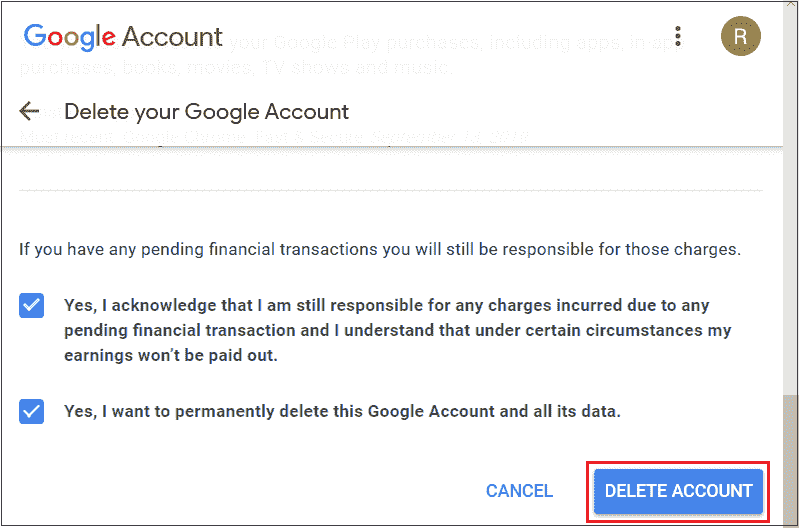 Google Account
your Google Play purchases, including apps, in-ap
R
purchases, books, movies, TV shows and music.
Delete your Google Account
Most recent: Google Chrome: Fast & Secure, September 13, 2019
If you have any pending financial transactions you will still be responsible for those charges.
Yes, I acknowledge that I am still responsible for any charges incurred due to any
pending financial transaction and I understand that under certain circumstances my
earnings won't be paid out.
Yes, I want to permanently delete this Google Account and all its data.
CANCEL
DELETE ACCOUNT